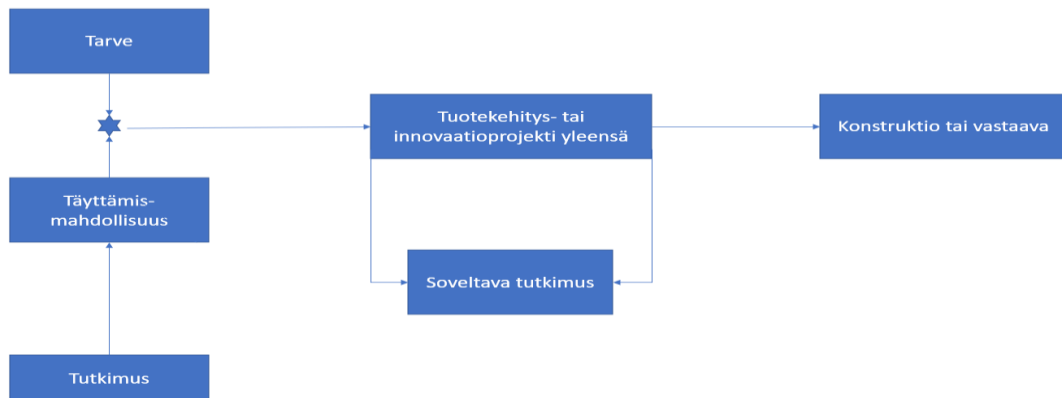 Tarve
Tuotekehitys- tai
innovaatioprojekti yleensä
Konstruktio tai vastaava
Täyttämis-
mahdollisuus
Soveltava tutkimus
Tutkimus